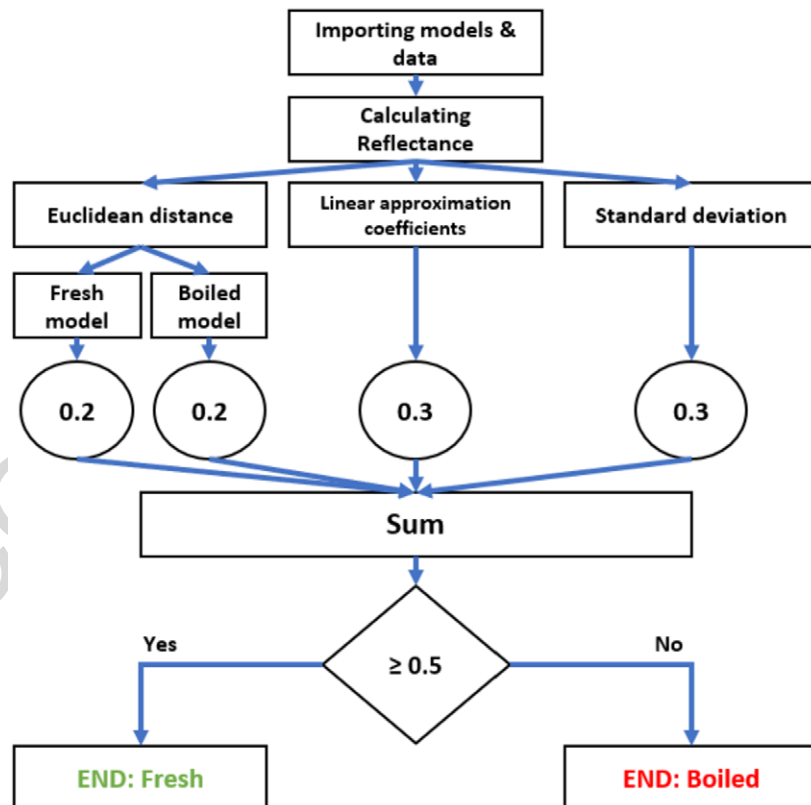 Importing models &
data
Calculating
Reflectance
Euclidean distance
Linear approximation
coefficients
Standard deviation
Fresh
model
Boiled
model
0.2
0.2
0.3
0.3
Sum
Yes
≥ 0.5
No
END: Fresh
END: Boiled